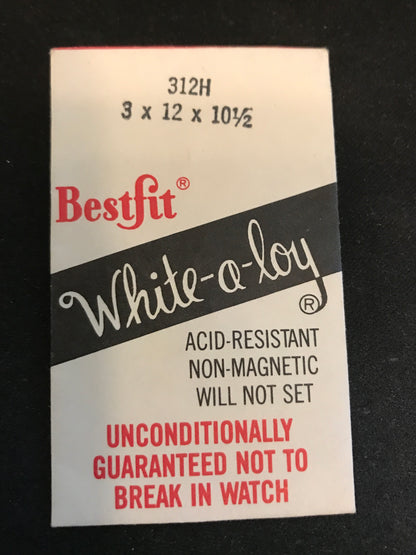 312H
3 x 12 x 10½
Bestfit®
White-a-loy®
ACID-RESISTANT
NON-MAGNETIC
WILL NOT SET
UNCONDITIONALLY
GUARANTEED NOT TO
BREAK IN WATCH